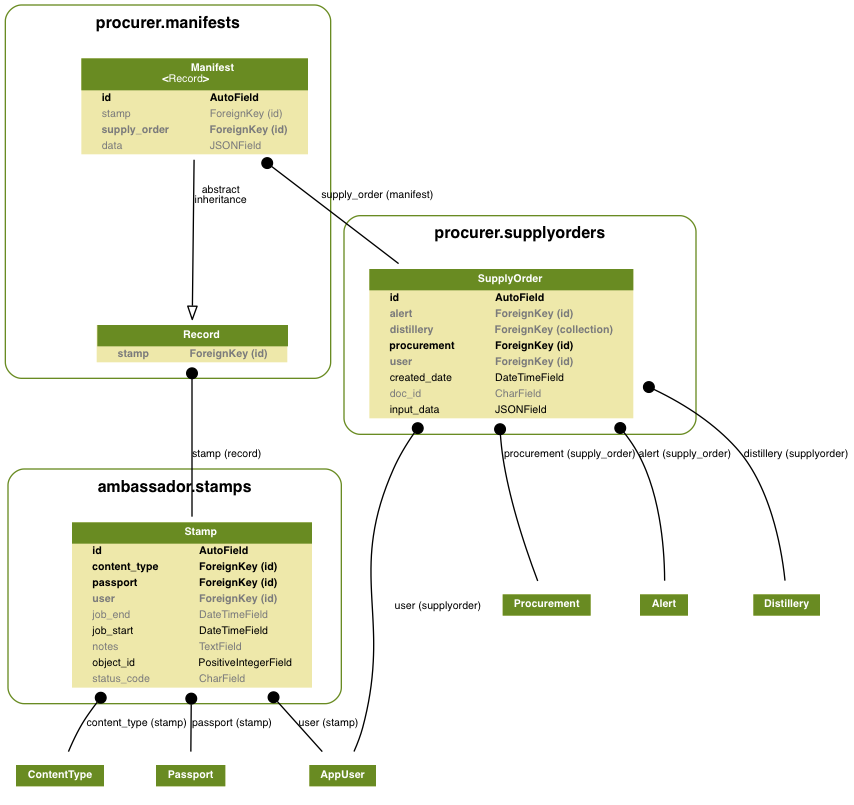 procurer.manifests
Manifest
<Record>
id AutoField
stamp ForeignKey (id)
supply_order ForeignKey (id)
data JSONField
abstract
inheritance
supply_order (manifest)
procurer.supplyorders
SupplyOrder
id AutoField
alert ForeignKey (id)
distillery ForeignKey (collection)
procurement ForeignKey (id)
user ForeignKey (id)
created_date DateTimeField
doc_id CharField
input_data JSONField
Record
stamp ForeignKey (id)
stamp (record)
procurement (supply_order) alert (supply_order) distillery (supplyorder)
ambassador.stamps
Stamp
id AutoField
content_type ForeignKey (id)
passport ForeignKey (id)
user ForeignKey (id)
job_end DateTimeField
job_start DateTimeField
notes TextField
object_id PositiveIntegerField
status_code CharField
user (supplyorder)
Procurement Alert Distillery
content_type (stamp) passport (stamp) user (stamp)
ContentType Passport AppUser